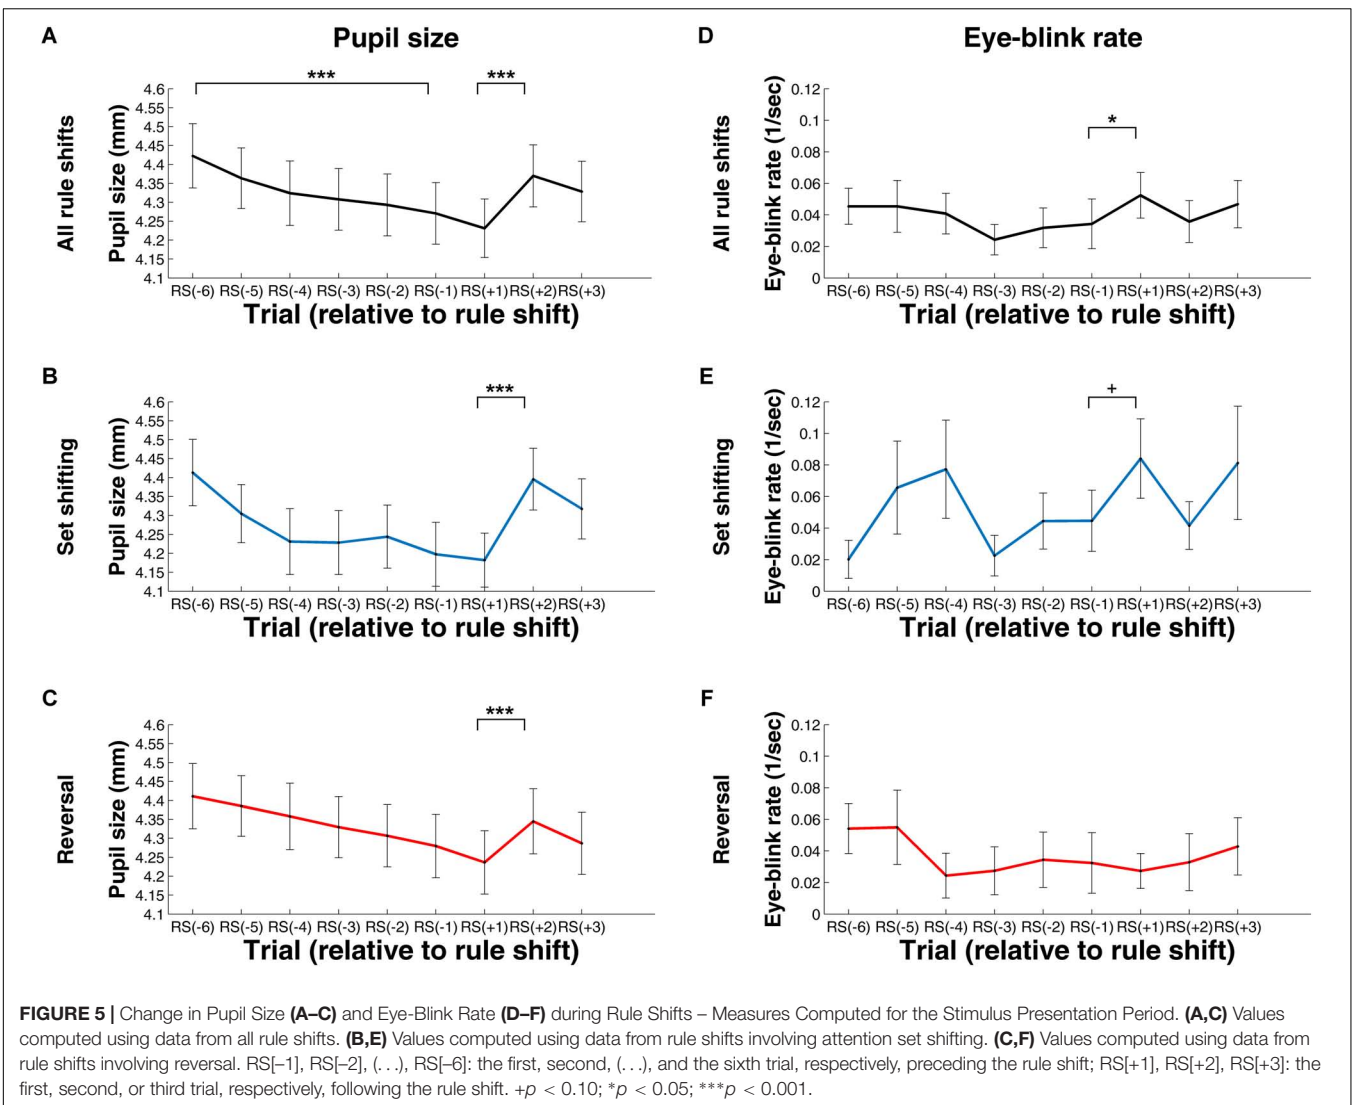 A
Pupil size
***
***
All rule shifts
Pupil size (mm)
4.6
4.55
4.5
4.45
4.4
4.35
4.3
4.25
4.2
4.15
4.1
RS(-6) RS(-5) RS(-4) RS(-3) RS(-2) RS(-1) RS(+1) RS(+2) RS(+3)
Trial (relative to rule shift)
D
Eye-blink rate
*
All rule shifts
Eye-blink rate (1/sec)
0.12
0.1
0.08
0.06
0.04
0.02
0
RS(-6) RS(-5) RS(-4) RS(-3) RS(-2) RS(-1) RS(+1) RS(+2) RS(+3)
Trial (relative to rule shift)
B
***
Set shifting
Pupil size (mm)
4.6
4.55
4.5
4.45
4.4
4.35
4.3
4.25
4.2
4.15
4.1
RS(-6) RS(-5) RS(-4) RS(-3) RS(-2) RS(-1) RS(+1) RS(+2) RS(+3)
Trial (relative to rule shift)
E
+
Set shifting
Eye-blink rate (1/sec)
0.12
0.1
0.08
0.06
0.04
0.02
0
RS(-6) RS(-5) RS(-4) RS(-3) RS(-2) RS(-1) RS(+1) RS(+2) RS(+3)
Trial (relative to rule shift)
C
***
Reversal
Pupil size (mm)
4.6
4.55
4.5
4.45
4.4
4.35
4.3
4.25
4.2
4.15
4.1
RS(-6) RS(-5) RS(-4) RS(-3) RS(-2) RS(-1) RS(+1) RS(+2) RS(+3)
Trial (relative to rule shift)
F
Reversal
Eye-blink rate (1/sec)
0.12
0.1
0.08
0.06
0.04
0.02
0
RS(-6) RS(-5) RS(-4) RS(-3) RS(-2) RS(-1) RS(+1) RS(+2) RS(+3)
Trial (relative to rule shift)
FIGURE 5 | Change in Pupil Size (A–C) and Eye-Blink Rate (D–F) during Rule Shifts – Measures Computed for the Stimulus Presentation Period. (A,C) Values
computed using data from all rule shifts. (B,E) Values computed using data from rule shifts involving attention set shifting. (C,F) Values computed using data from
rule shifts involving reversal. RS[–1], RS[–2], (. . .), RS[–6]: the first, second, (. . .), and the sixth trial, respectively, preceding the rule shift; RS[+1], RS[+2], RS[+3]: the
first, second, or third trial, respectively, following the rule shift. +p < 0.10; *p < 0.05; ***p < 0.001.